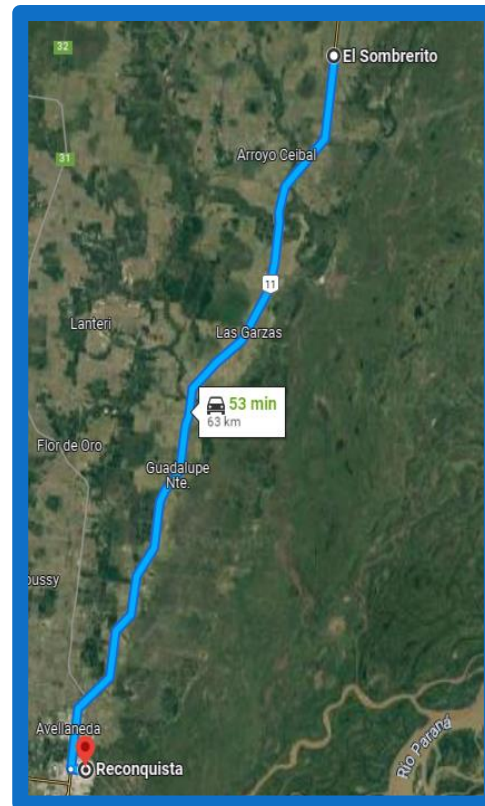 32
El Sombrerito
Arroyo Ceibal
31
11
Lanteri
Las Garzas
53 min
63 km
Flor de Oro
Guadalupe
Nte.
oussy
Avellaneda
Reconquista
Río Paraná